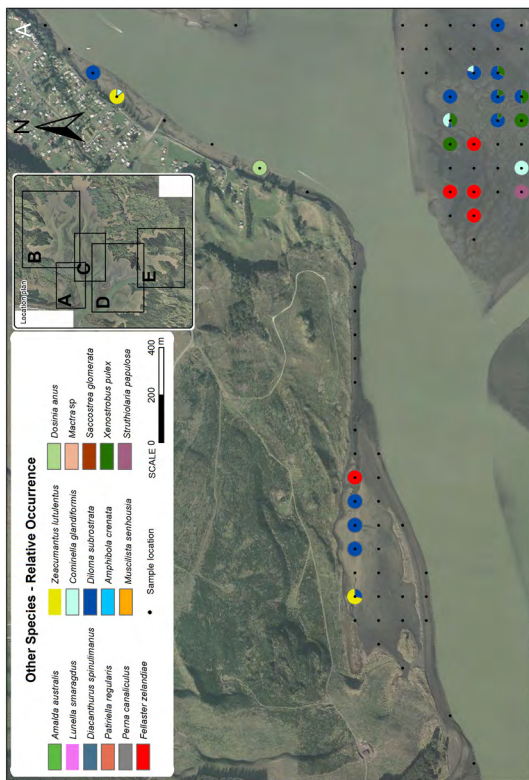 A
N
Location plan
A
B
C
D
E
Other Species - Relative Occurrence
Amalda australis
Lunella smaragdus
Diacanthurus spinulimanus
Patiriella regularis
Perna canaliculus
Fellaster zelandiae
Zeacumantus lutulentus
Cominella glandiformis
Diloma subrostrata
Amphibola crenata
Muscilista senhousia
Sample location
Dosinia anus
Mactra sp
Saccostrea glomerata
Xenostrobus pulex
Struthiolaria papulosa
SCALE 0 200 400 m